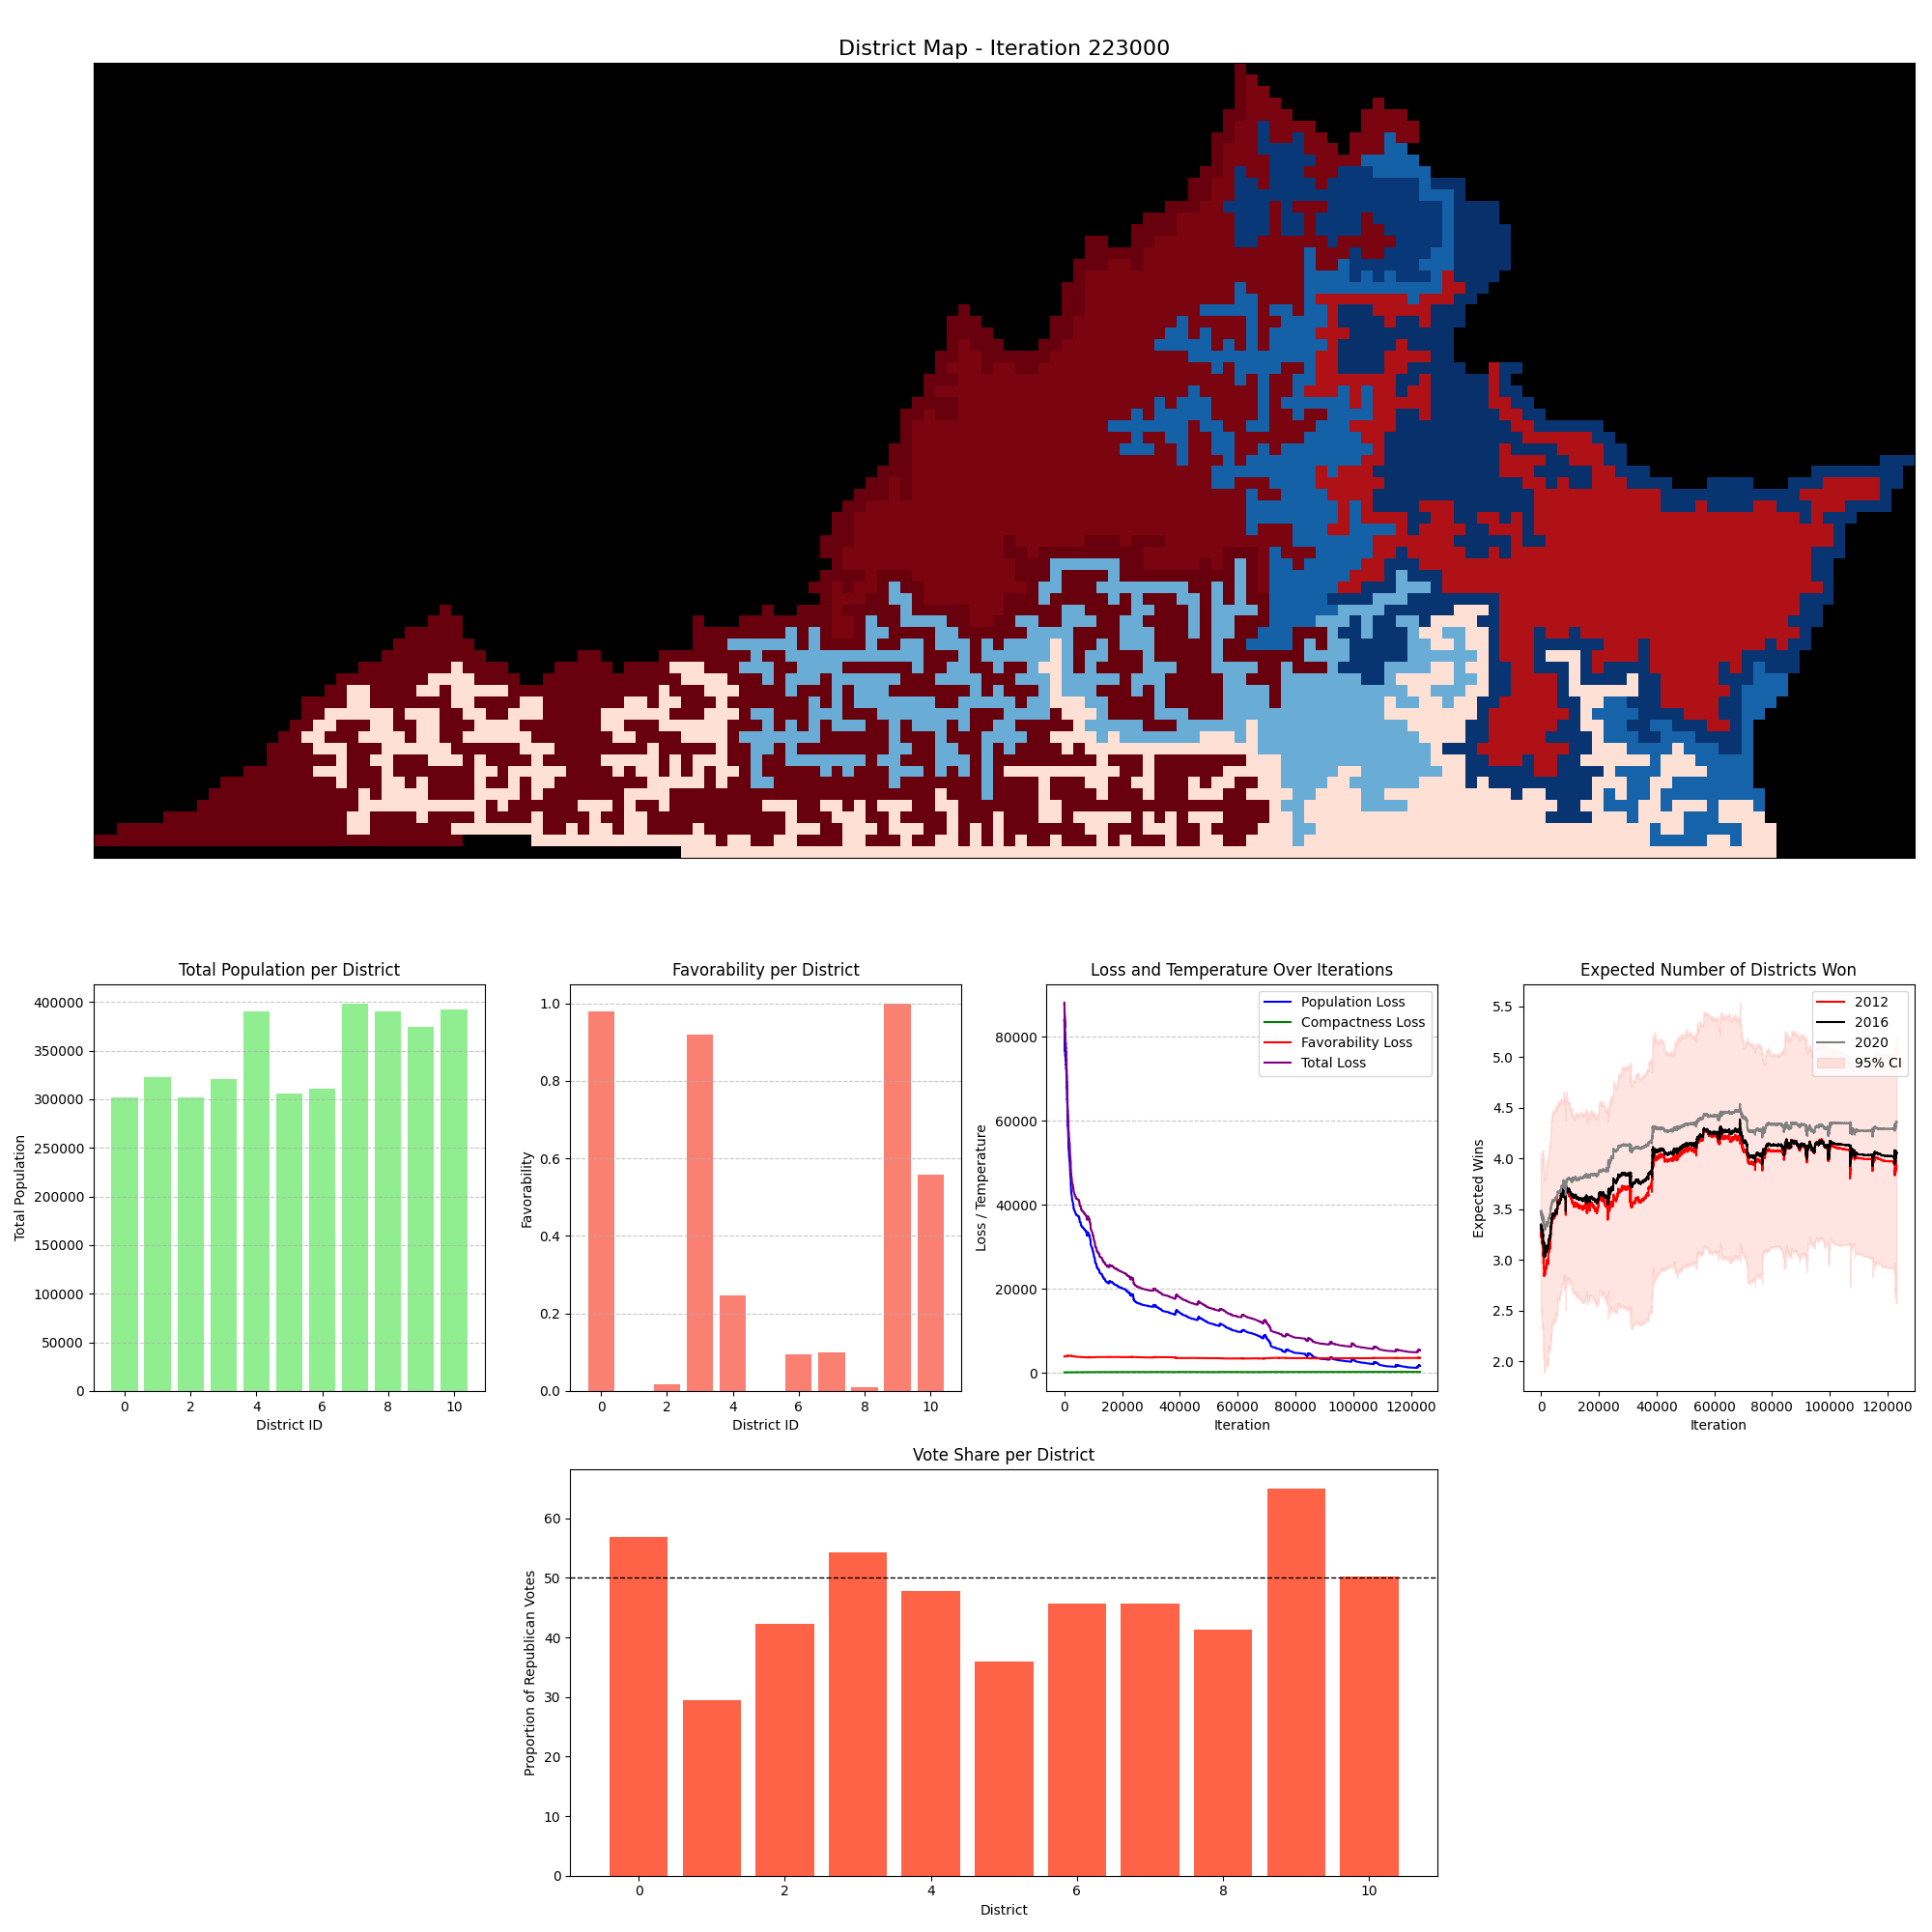 District Map - Iteration 223000
Total Population per District
400000
350000
300000
250000
200000
150000
100000
50000
0
Total Population
0 2 4 6 8 10
District ID
Favorability per District
1.0
0.8
0.6
0.4
0.2
0.0
Favorability
0 2 4 6 8 10
District ID
Loss and Temperature Over Iterations
Population Loss
Compactness Loss
Favorability Loss
Total Loss
80000
60000
40000
20000
0
Loss / Temperature
0 20000 40000 60000 80000 100000 120000
Iteration
Expected Number of Districts Won
2012
2016
2020
95% CI
5.5
5.0
4.5
4.0
3.5
3.0
2.5
2.0
Expected Wins
0 20000 40000 60000 80000 100000 120000
Iteration
Vote Share per District
60
50
40
30
20
10
0
Proportion of Republican Votes
0 2 4 6 8 10
District